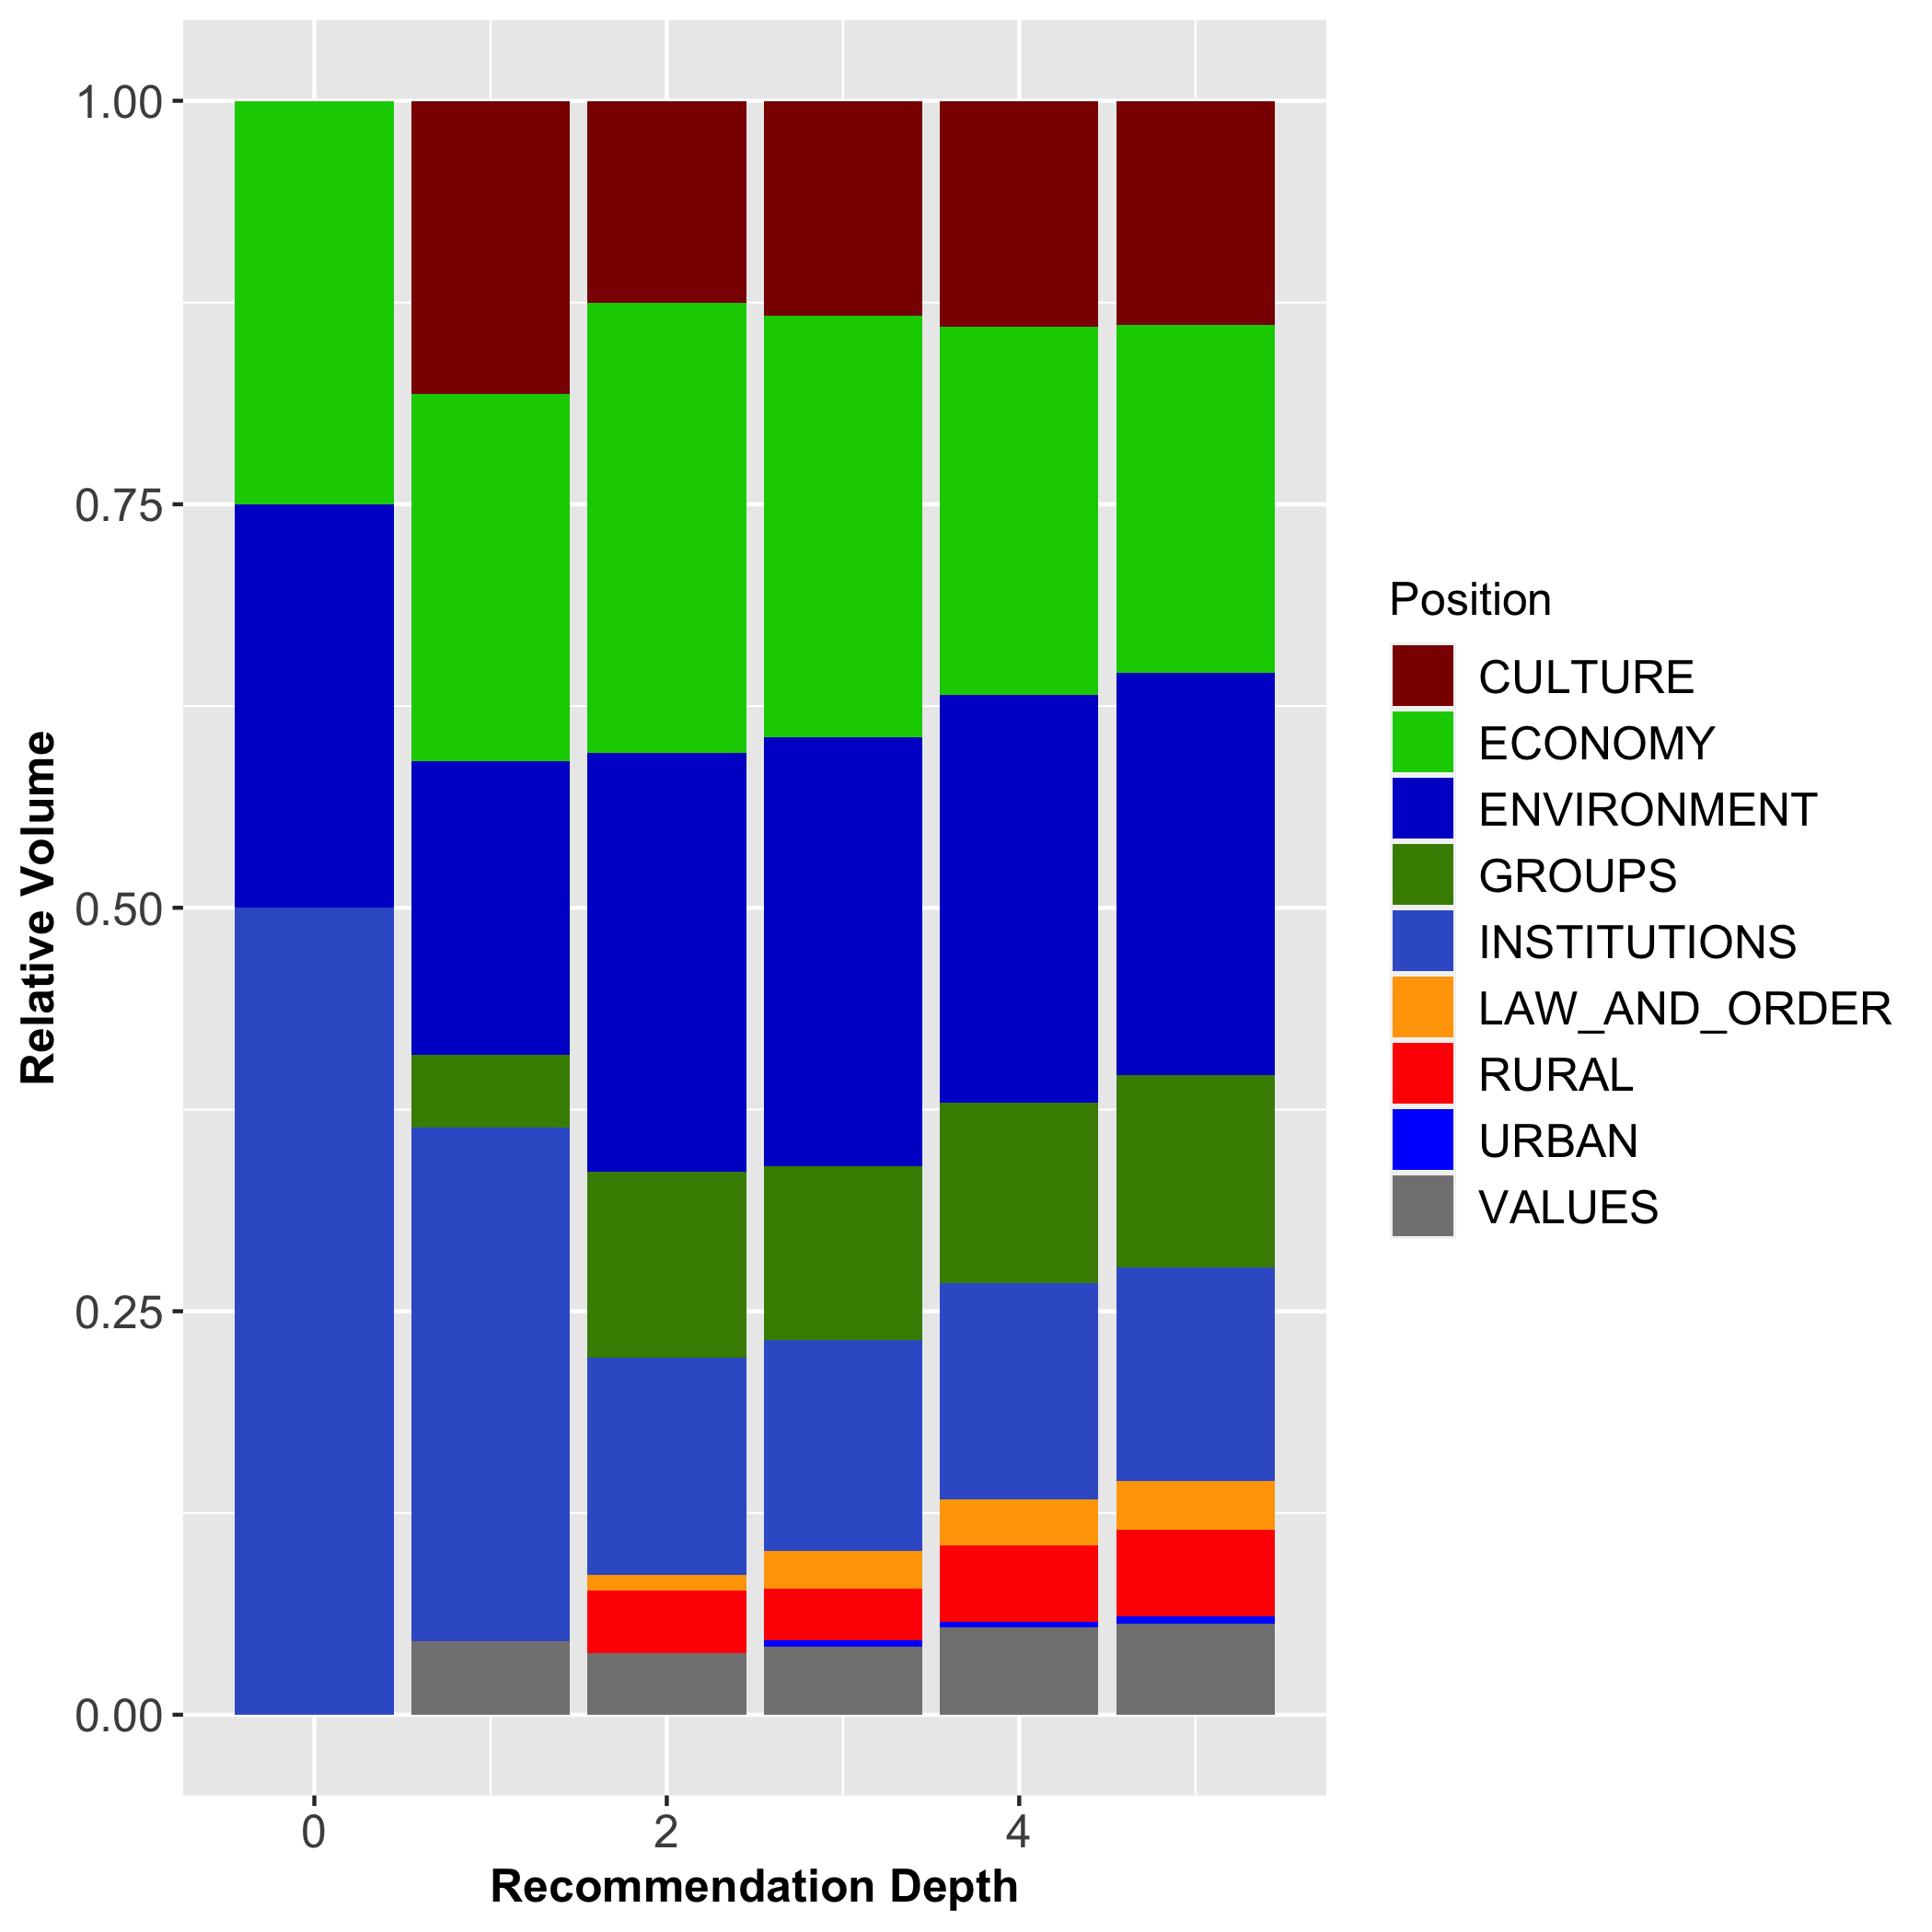 1.00
0.75
0.50
0.25
0.00
Relative Volume
0 2 4
Recommendation Depth
Position
CULTURE
ECONOMY
ENVIRONMENT
GROUPS
INSTITUTIONS
LAW_AND_ORDER
RURAL
URBAN
VALUES